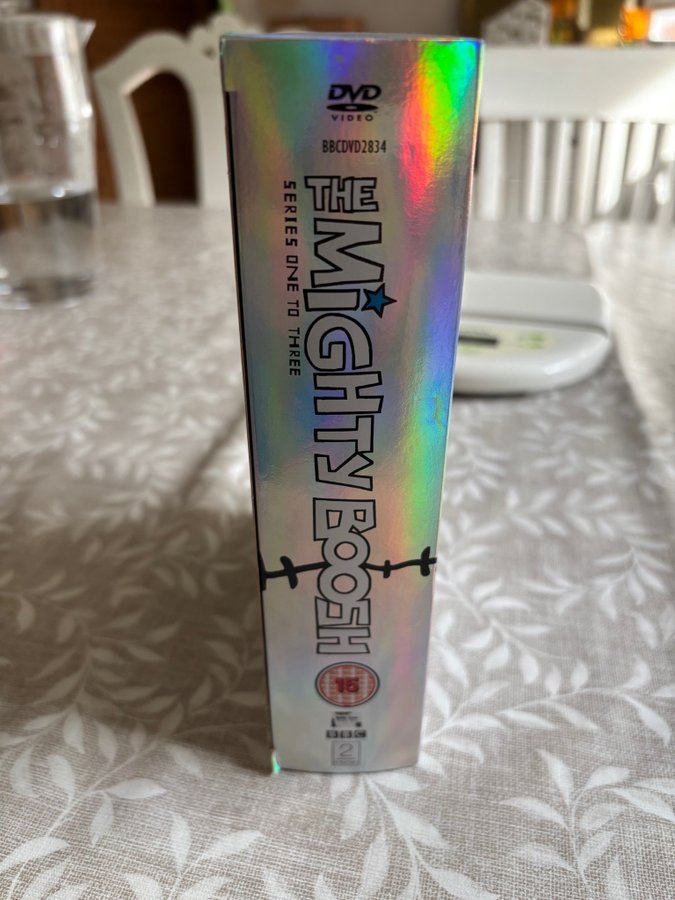 DVD
VIDEO
BBCDVD2834
THE MIGHTY BOOSH
SERIES ONE TO THREE
15
BBC
2